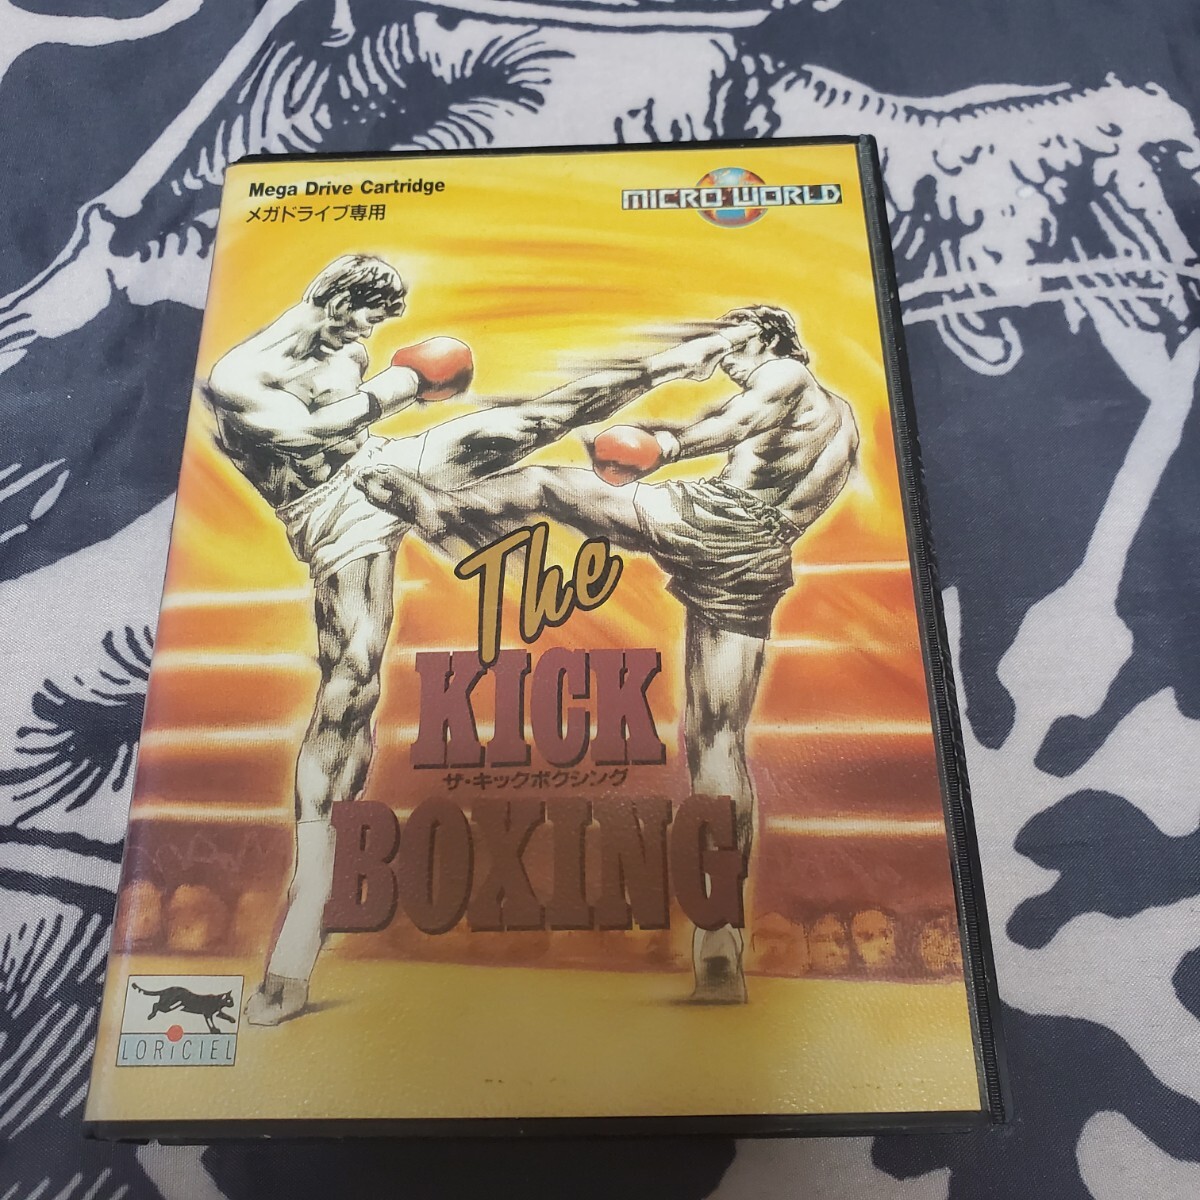 Mega Drive Cartridge
メガドライブ専用
MICRO WORLD
The
KICK
ザ・キックボクシング
BOXING
LORICIEL